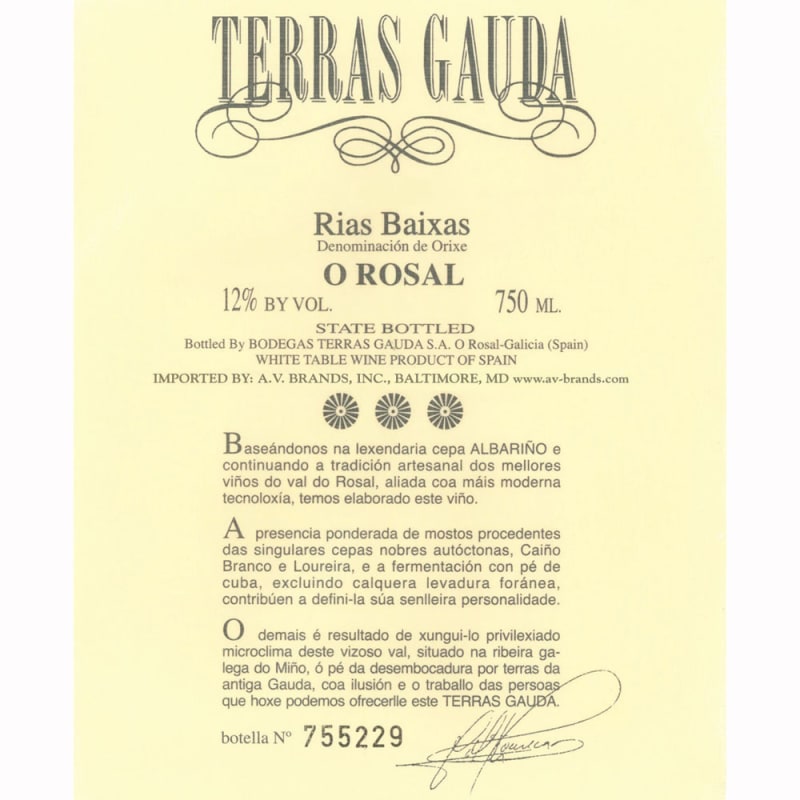 TERRAS GAUDA
Rias Baixas
Denominación de Orixe
O ROSAL
12% BY VOL. 750 ML.
STATE BOTTLED
Bottled By BODEGAS TERRAS GAUDA S.A. O Rosal-Galicia (Spain)
WHITE TABLE WINE PRODUCT OF SPAIN
IMPORTED BY: A.V. BRANDS, INC., BALTIMORE, MD www.av-brands.com
Baseándonos na lexendaria cepa ALBARIÑO e
continuando a tradición artesanal dos mellores
viños do val do Rosal, aliada coa máis moderna
tecnoloxía, temos elaborado este viño.
A presencia ponderada de mostos procedentes
das singulares cepas nobres autóctonas, Caiño
Branco e Loureira, e a fermentación con pé de
cuba, excluindo calquera levadura foránea,
contribúen a defini-la súa senlleira personalidade.
O demais é resultado de xungui-lo privilexiado
microclima deste vizoso val, situado na ribeira ga-
lega do Miño, ó pé da desembocadura por terras da
antiga Gauda, coa ilusión e o traballo das persoas
que hoxe podemos ofrecerlle este TERRAS GAUDA.
botella Nº 755229